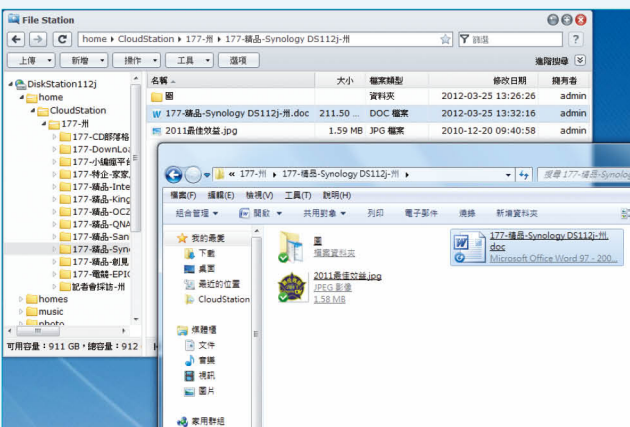 File Station
home ▸ CloudStation ▸ 177-卅 ▸ 177-精品-Synology DS112j-卅
篩選
?
上傳
新增
操作
工具
選項
進階搜尋
DiskStation112j
home
CloudStation
177-卅
177-CD部落格
177-DownLoa
177-小編瘋平台
177-特企-家家
177-精品-Inte
177-精品-King
177-精品-OCZ
177-精品-QNA
177-精品-San
177-精品-Syno
177-精品-創見
177-電競-EPIC
記者會採訪-卅
homes
music
photo
可用容量：911 GB，總容量：912
名稱 大小 檔案類型 修改日期 擁有者
圖 資料夾 2012-03-25 13:26:26 admin
177-精品-Synology DS112j-卅.doc 211.50 ... DOC 檔案 2012-03-25 13:32:16 admin
2011最佳效益.jpg 1.59 MB JPG 檔案 2010-12-20 09:40:58 admin
« 177-卅 ▸ 177-精品-Synology DS112j-卅 ▸
搜尋 177-精品-Synology
檔案(F) 編輯(E) 檢視(V) 工具(T) 說明(H)
組合管理 開啟 共用對象 列印 電子郵件 燒錄 新增資料夾
我的最愛
下載
桌面
最近的位置
CloudStation
媒體櫃
文件
音樂
視訊
圖片
家用群組
圖
檔案資料夾
2011最佳效益.jpg
JPEG 影像
1.58 MB
177-精品-Synology DS112j-卅.
doc
Microsoft Office Word 97 - 200...